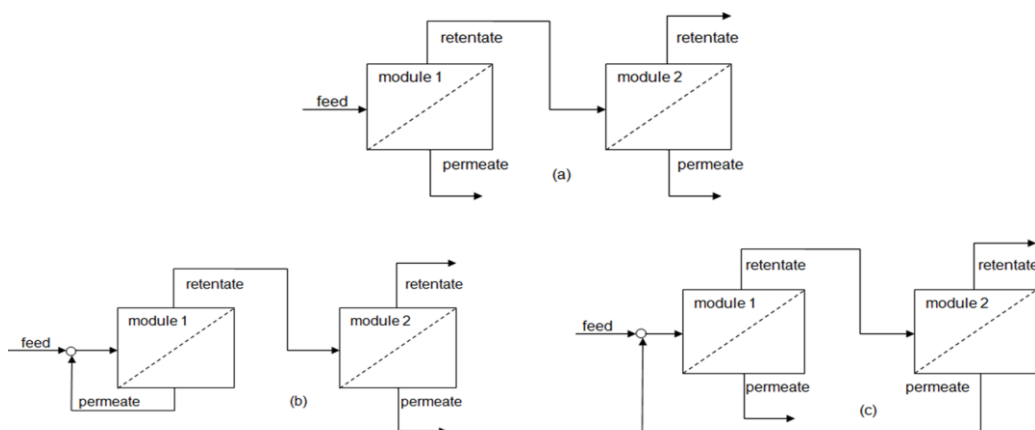 retentate
retentate
module 1
module 2
feed
permeate
permeate
(a)
retentate
retentate
module 1
module 2
feed
permeate
permeate
(b)
retentate
retentate
module 1
module 2
feed
permeate
permeate
(c)